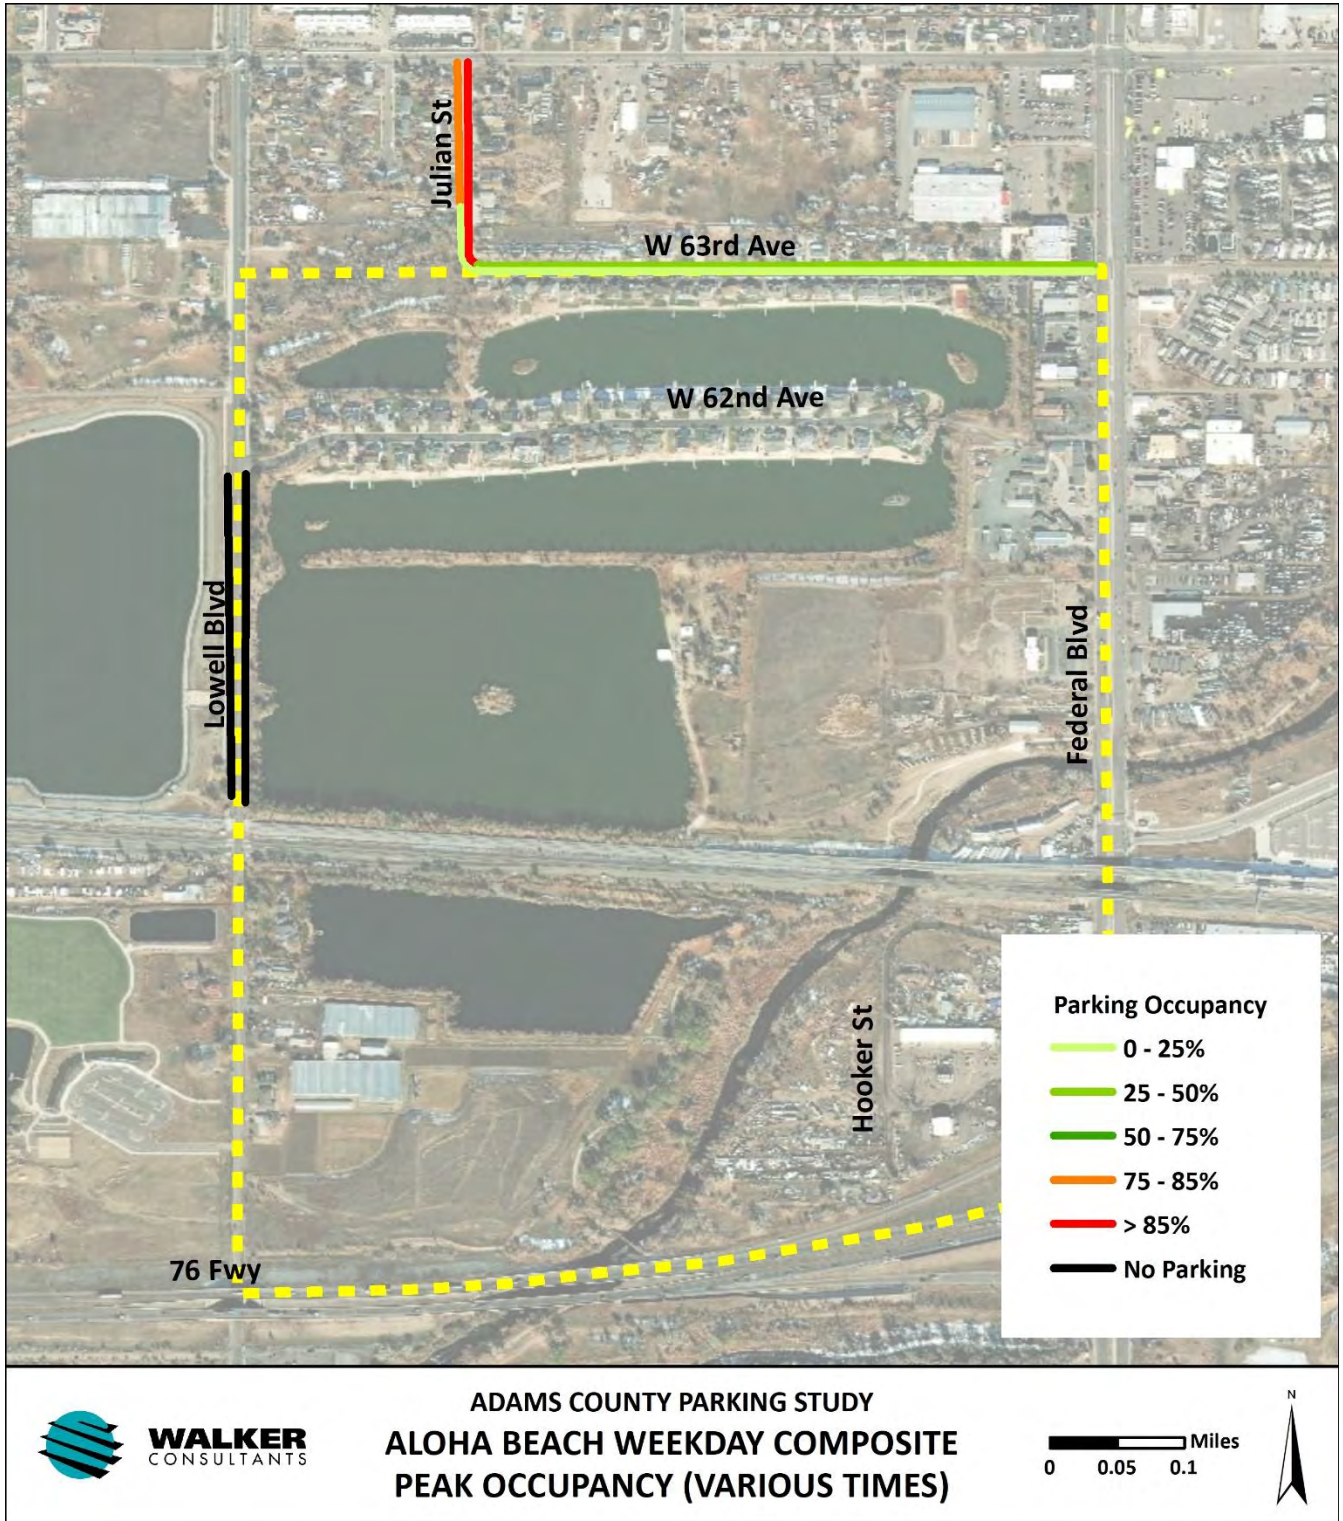 Julian St
W 63rd Ave
W 62nd Ave
Lowell Blvd
Federal Blvd
Hooker St
76 Fwy
Parking Occupancy
0 - 25%
25 - 50%
50 - 75%
75 - 85%
> 85%
No Parking
WALKER
CONSULTANTS
ADAMS COUNTY PARKING STUDY
ALOHA BEACH WEEKDAY COMPOSITE
PEAK OCCUPANCY (VARIOUS TIMES)
Miles
0 0.05 0.1
N